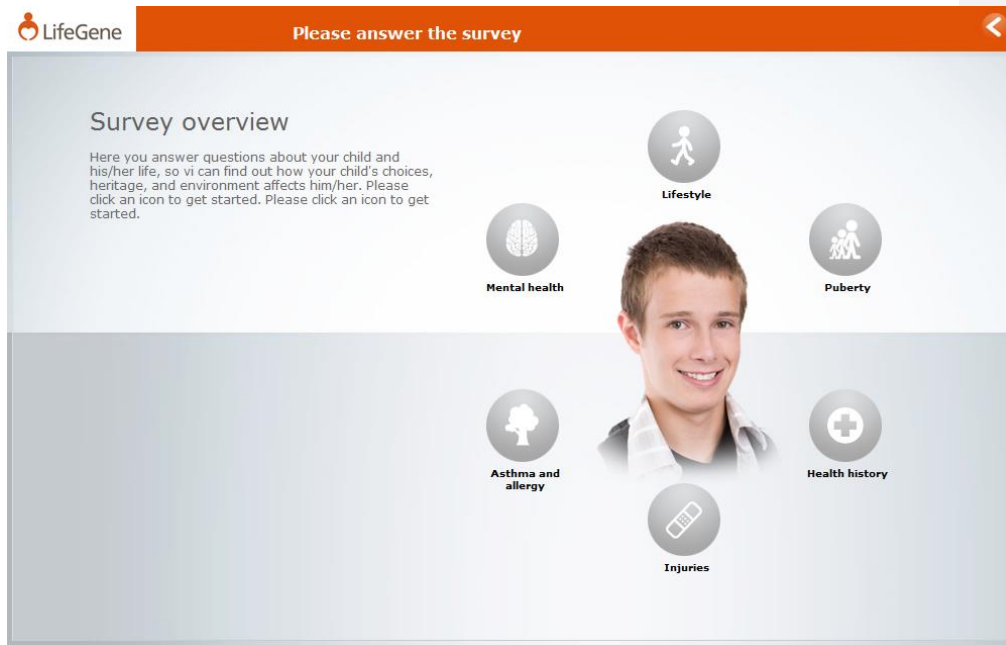 LifeGene
Please answer the survey
Survey overview
Here you answer questions about your child and
his/her life, so vi can find out how your child's choices,
heritage, and environment affects him/her. Please
click an icon to get started. Please click an icon to get
started.
Lifestyle
Mental health
Puberty
Asthma and
allergy
Health history
Injuries